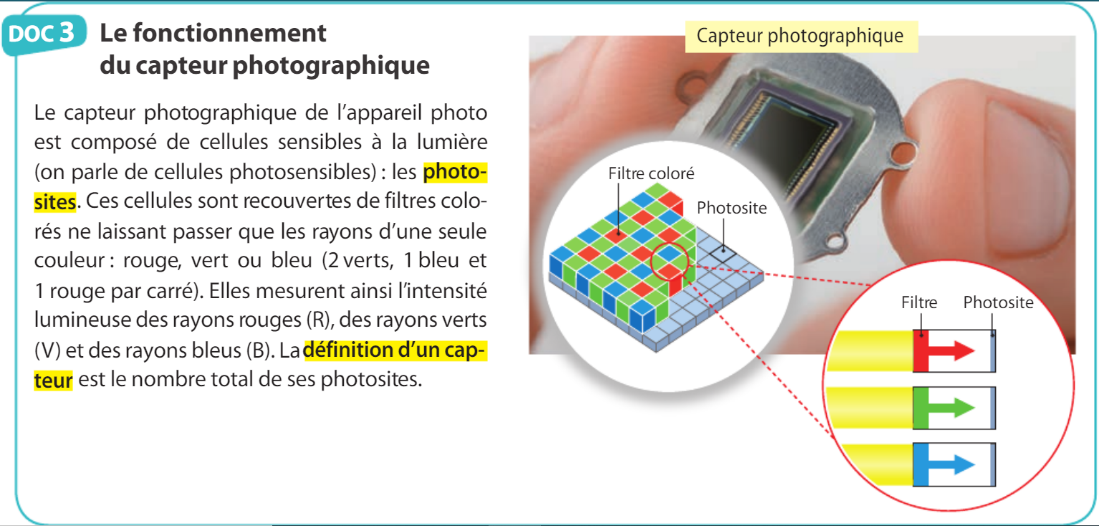 DOC 3 Le fonctionnement
du capteur photographique
Le capteur photographique de l'appareil photo
est composé de cellules sensibles à la lumière
(on parle de cellules photosensibles) : les photo-
sites. Ces cellules sont recouvertes de filtres colo-
rés ne laissant passer que les rayons d'une seule
couleur : rouge, vert ou bleu (2 verts, 1 bleu et
1 rouge par carré). Elles mesurent ainsi l'intensité
lumineuse des rayons rouges (R), des rayons verts
(V) et des rayons bleus (B). La définition d'un cap-
teur est le nombre total de ses photosites.
Capteur photographique
Filtre coloré
Photosite
Filtre Photosite